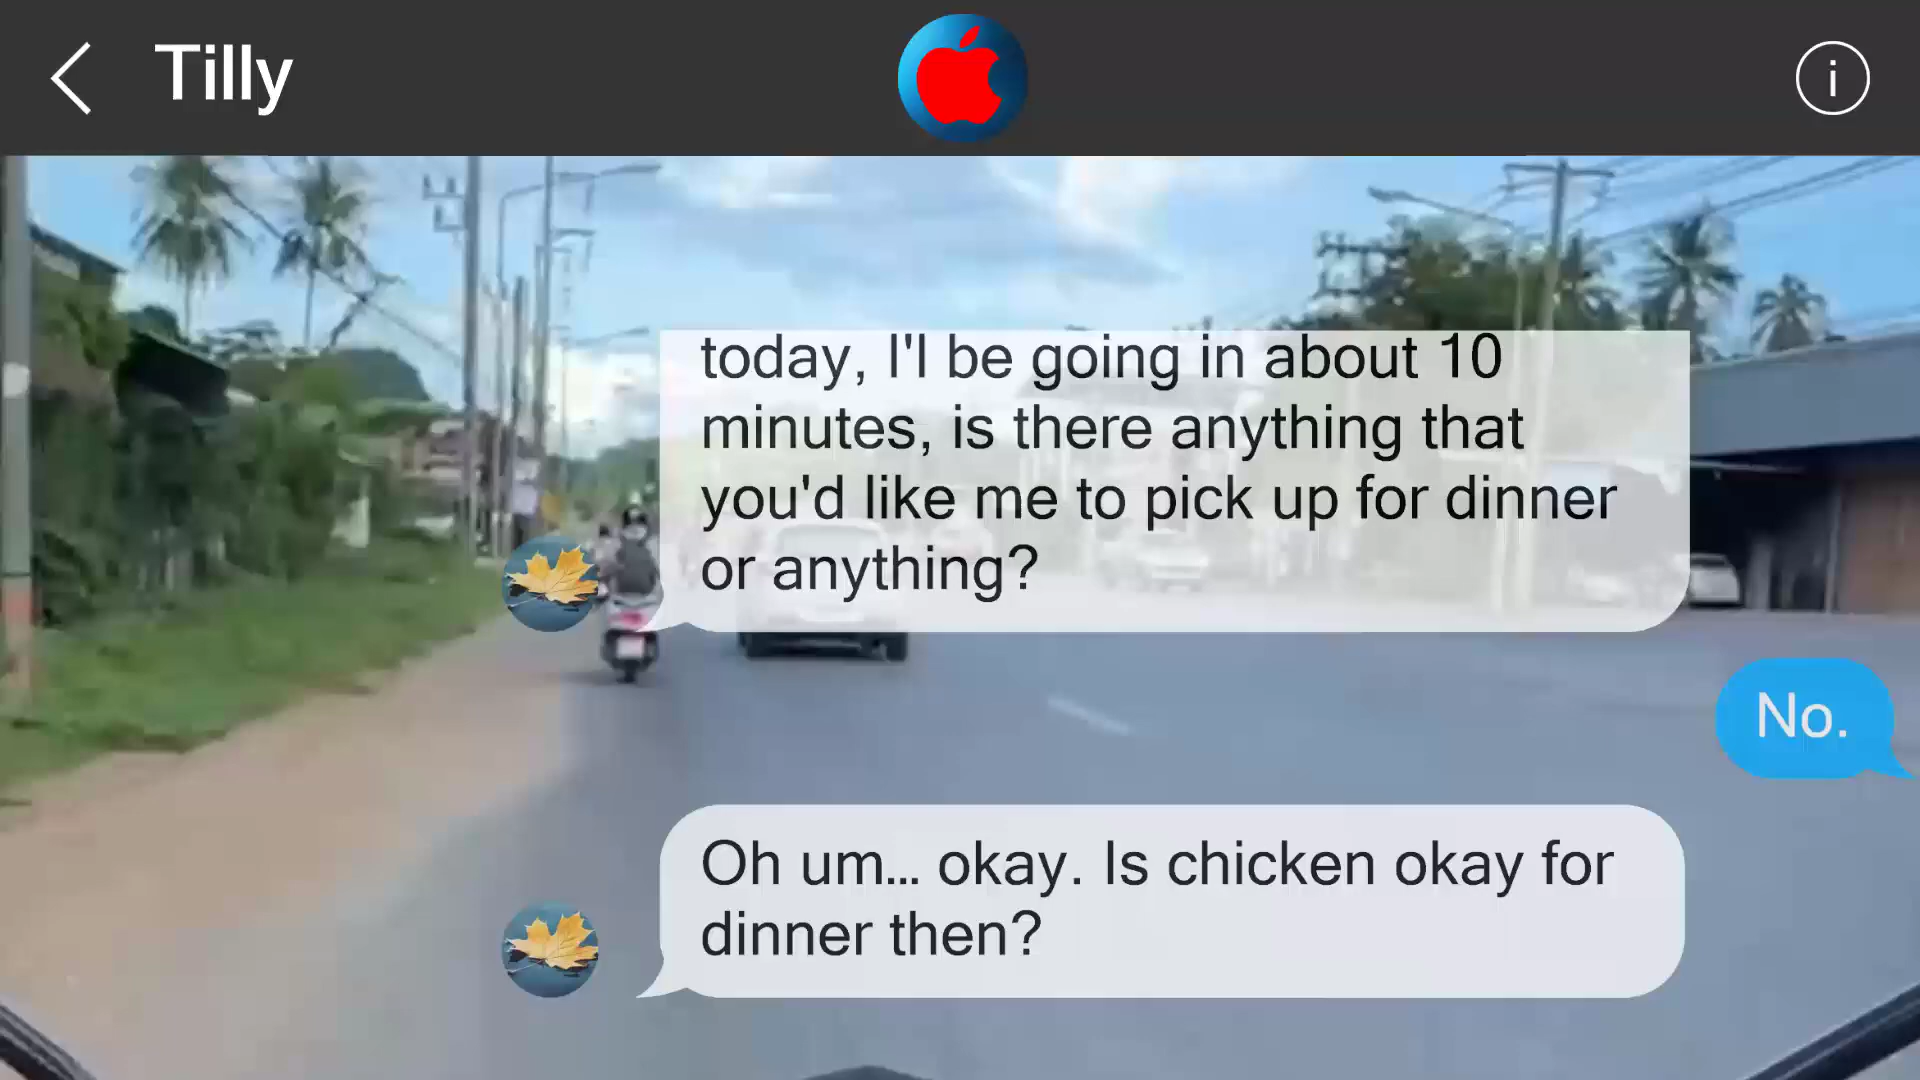 Tilly
i
today, I'l be going in about 10
minutes, is there anything that
you'd like me to pick up for dinner
or anything?
No.
Oh um... okay. Is chicken okay for
dinner then?